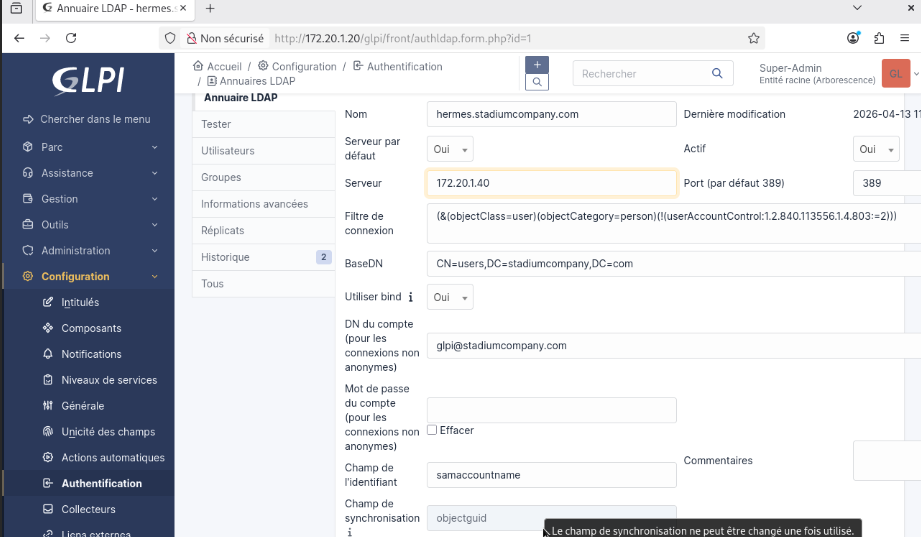 Annuaire LDAP - hermes.
Non sécurisé
http://172.20.1.20/glpi/front/authldap.form.php?id=1
GLPI
Accueil / Configuration / Authentification
/ Annuaires LDAP
Rechercher
Super-Admin
Entité racine (Arborescence)
GL
Chercher dans le menu
Parc
Assistance
Gestion
Outils
Administration
Configuration
Intitulés
Composants
Notifications
Niveaux de services
Générale
Unicité des champs
Actions automatiques
Authentification
Collecteurs
Liens externes
Annuaire LDAP
Tester
Utilisateurs
Groupes
Informations avancées
Réplicats
Historique 2
Tous
Nom hermes.stadiumcompany.com Dernière modification 2026-04-13 11
Serveur par
défaut Oui Actif Oui
Serveur 172.20.1.40 Port (par défaut 389) 389
Filtre de
connexion
(&(objectClass=user)(objectCategory=person)(!(userAccountControl:1.2.840.113556.1.4.803:=2)))
BaseDN CN=users,DC=stadiumcompany,DC=com
Utiliser bind i Oui
DN du compte
(pour les
connexions non
anonymes)
glpi@stadiumcompany.com
Mot de passe
du compte
(pour les
connexions non
anonymes)
Effacer
Commentaires
Champ de
l'identifiant
samaccountname
Champ de
synchronisation
i
objectguid
Le champ de synchronisation ne peut être changé une fois utilisé.